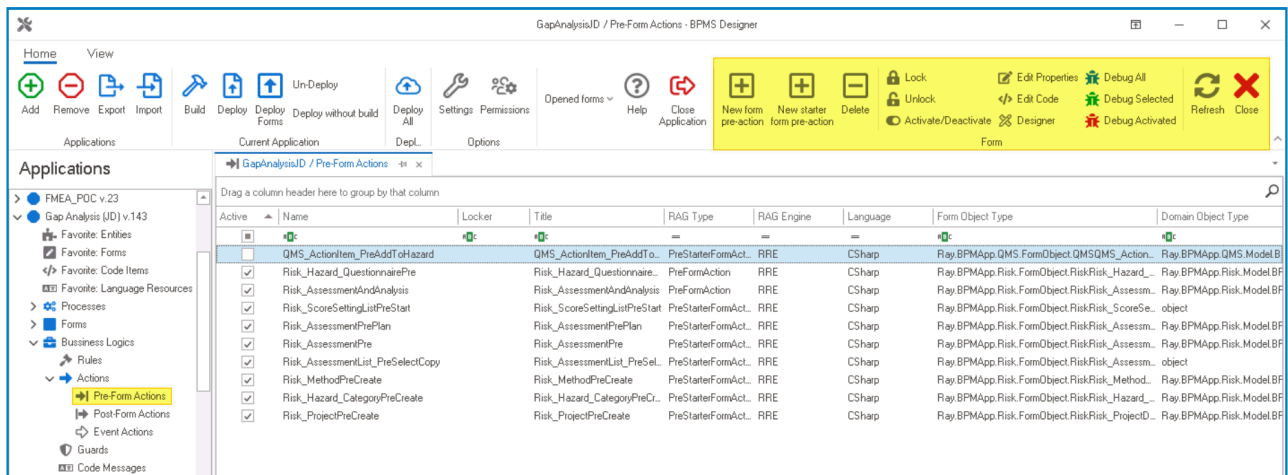 GapAnalysisJD / Pre-Form Actions - BPMS Designer
Home View
Add Remove Export Import Build Deploy Deploy Forms Un-Deploy Deploy without build Deploy All Settings Permissions Opened forms Help Close Application New form pre-action New starter form pre-action Delete Lock Unlock Activate/Deactivate Edit Properties Edit Code Designer Debug All Debug Selected Debug Activated Refresh Close
Applications Current Application Depl... Options Form
Applications
FMEA_POC v.23
Gap Analysis (JD) v.143
Favorite: Entities
Favorite: Forms
Favorite: Code Items
Favorite: Language Resources
Processes
Forms
Business Logics
Rules
Actions
Pre-Form Actions
Post-Form Actions
Event Actions
Guards
Code Messages
GapAnalysisJD / Pre-Form Actions
Drag a column header here to group by that column
Active Name Locker Title RAG Type RAG Engine Language Form Object Type Domain Object Type
QMS_ActionItem_PreAddToHazard QMS_ActionItem_PreAddTo... PreStarterFormAct... RRE CSharp Ray.BPMApp.QMS.FormObject.QMSQMS_Action... Ray.BPMApp.QMS.Model.B
Risk_Hazard_QuestionnairePre Risk_Hazard_Questionnaire... PreFormAction RRE CSharp Ray.BPMApp.Risk.FormObject.RiskRisk_Hazard_... Ray.BPMApp.Risk.Model.BF
Risk_AssessmentAndAnalysis Risk_AssessmentAndAnalysis PreFormAction RRE CSharp Ray.BPMApp.Risk.FormObject.RiskRisk_Assessm... Ray.BPMApp.Risk.Model.BF
Risk_ScoreSettingListPreStart Risk_ScoreSettingListPreStart PreStarterFormAct... RRE CSharp Ray.BPMApp.Risk.FormObject.RiskRisk_ScoreSe... object
Risk_AssessmentPrePlan Risk_AssessmentPrePlan PreStarterFormAct... RRE CSharp Ray.BPMApp.Risk.FormObject.RiskRisk_Assessm... Ray.BPMApp.Risk.Model.BF
Risk_AssessmentPre Risk_AssessmentPre PreStarterFormAct... RRE CSharp Ray.BPMApp.Risk.FormObject.RiskRisk_Assessm... Ray.BPMApp.Risk.Model.BF
Risk_AssessmentList_PreSelectCopy Risk_AssessmentList_PreSel... PreStarterFormAct... RRE CSharp Ray.BPMApp.Risk.FormObject.RiskRisk_Assessm... object
Risk_MethodPreCreate Risk_MethodPreCreate PreStarterFormAct... RRE CSharp Ray.BPMApp.Risk.FormObject.RiskRisk_Method... Ray.BPMApp.Risk.Model.BF
Risk_Hazard_CategoryPreCreate Risk_Hazard_CategoryPreCr... PreStarterFormAct... RRE CSharp Ray.BPMApp.Risk.FormObject.RiskRisk_Hazard_... Ray.BPMApp.Risk.Model.BF
Risk_ProjectPreCreate Risk_ProjectPreCreate PreStarterFormAct... RRE CSharp Ray.BPMApp.Risk.FormObject.RiskRisk_ProjectD... Ray.BPMApp.Risk.Model.BF